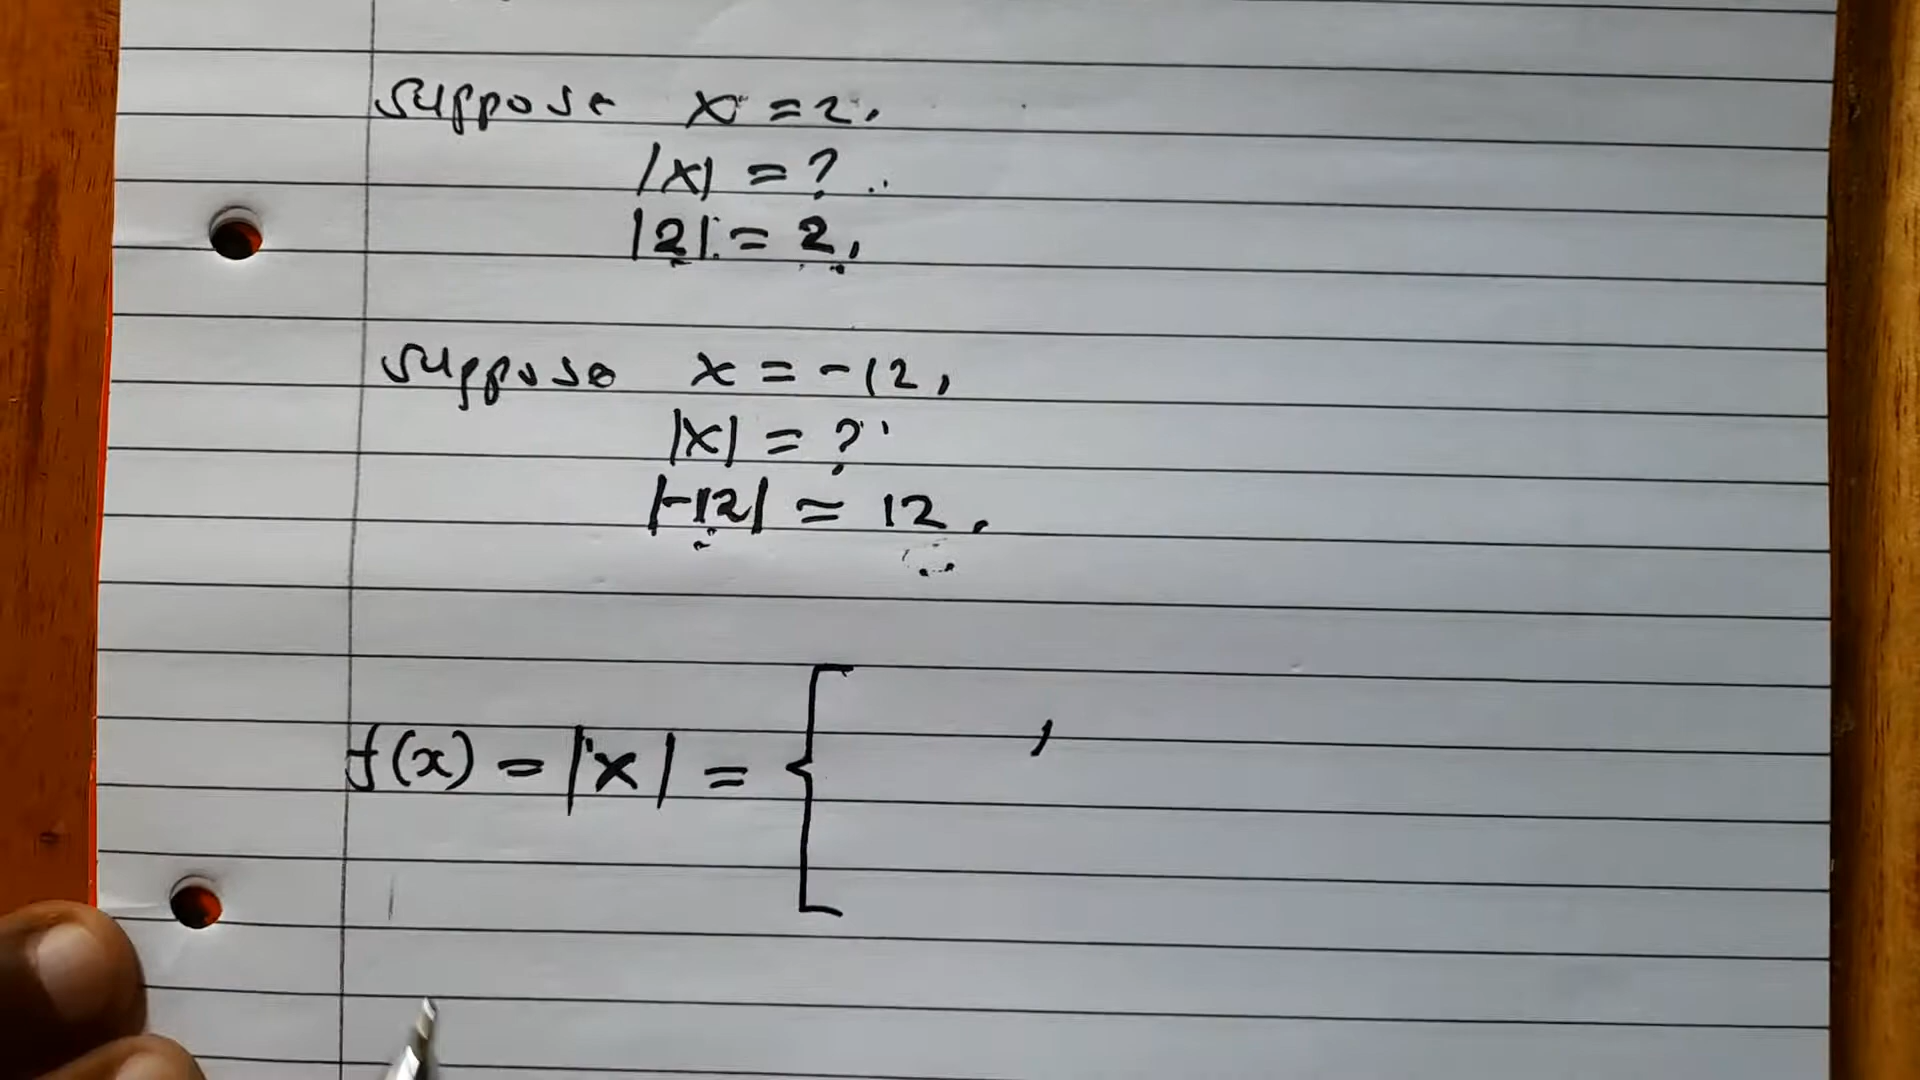 suppose x = 2,
|x| = ?
|2| = 2,
suppose x = -12,
|x| = ?
|-12| = 12.
f(x) = |x| = { ,